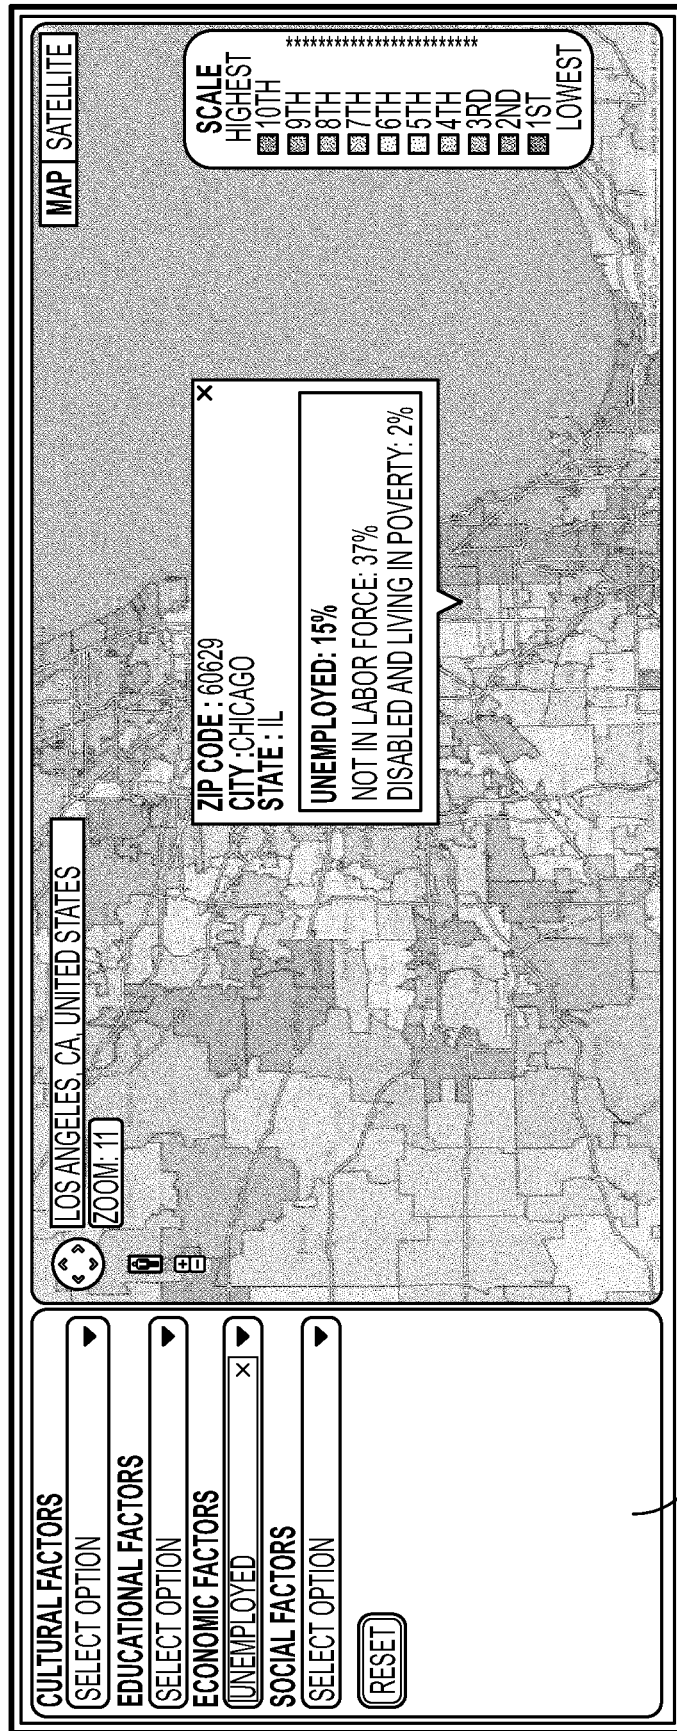 CULTURAL FACTORS
SELECT OPTION
EDUCATIONAL FACTORS
SELECT OPTION
ECONOMIC FACTORS
UNEMPLOYED X
SOCIAL FACTORS
SELECT OPTION
RESET
LOS ANGELES, CA, UNITED STATES
ZOOM: 11
MAP SATELLITE
ZIP CODE : 60629
CITY :CHICAGO
STATE : IL
UNEMPLOYED: 15%
NOT IN LABOR FORCE: 37%
DISABLED AND LIVING IN POVERTY: 2%
SCALE
HIGHEST
10TH
9TH
8TH
7TH
6TH
5TH
4TH
3RD
2ND
1ST
LOWEST